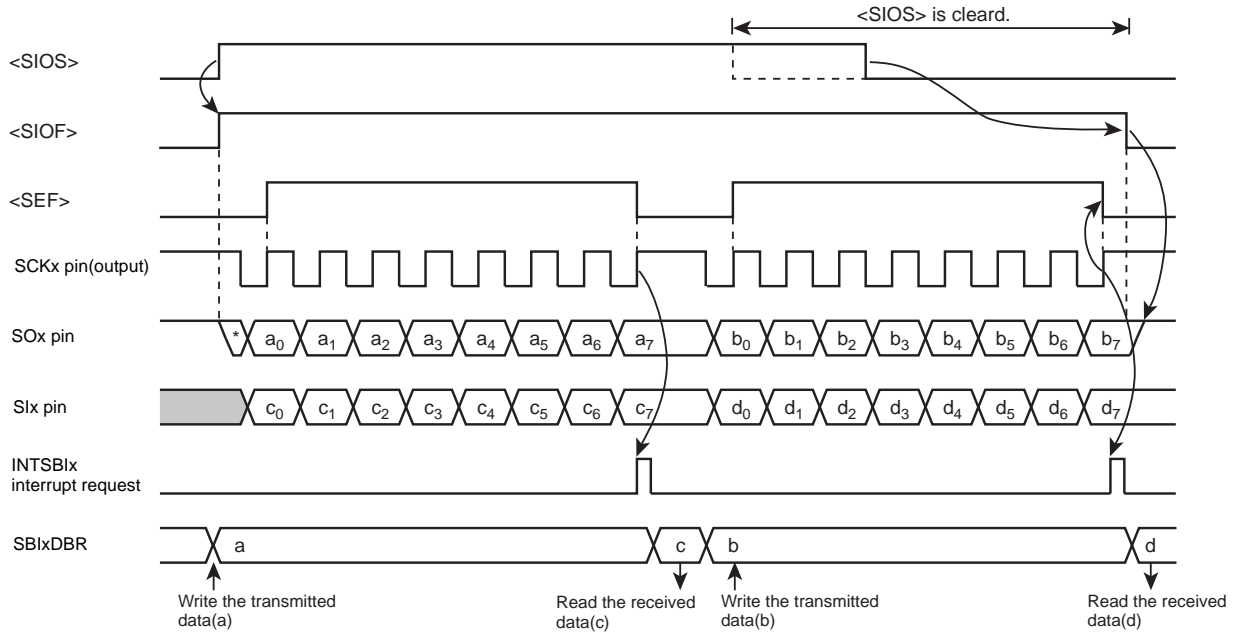 <SIOS> is cleard.
<SIOS>
<SIOF>
<SEF>
SCKx pin(output)
SOx pin
* a0 a1 a2 a3 a4 a5 a6 a7 b0 b1 b2 b3 b4 b5 b6 b7
SIx pin
c0 c1 c2 c3 c4 c5 c6 c7 d0 d1 d2 d3 d4 d5 d6 d7
INTSBIx
interrupt request
SBIxDBR
a c b d
Write the transmitted
data(a)
Read the received
data(c)
Write the transmitted
data(b)
Read the received
data(d)